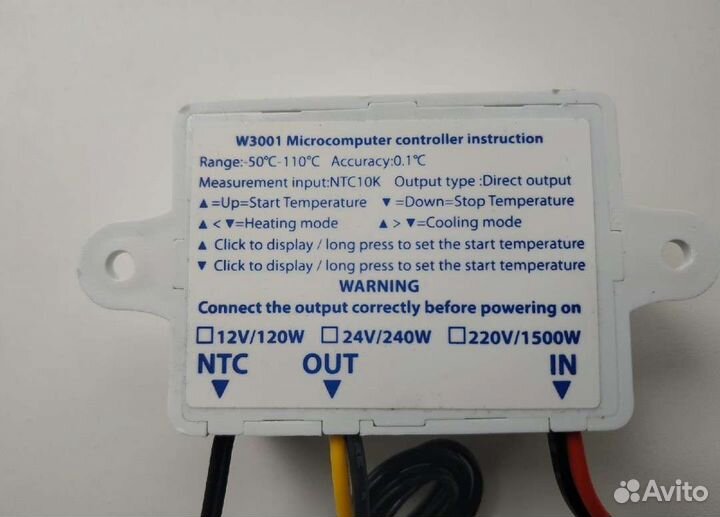 W3001 Microcomputer controller instruction
Range:-50℃-110℃ Accuracy:0.1℃
Measurement input:NTC10K Output type :Direct output
▲=Up=Start Temperature ▼=Down=Stop Temperature
▲<▼=Heating mode ▲>▼=Cooling mode
▲ Click to display / long press to set the start temperature
▼ Click to display / long press to set the start temperature
WARNING
Connect the output correctly before powering on
☐12V/120W ☐24V/240W ☐220V/1500W
NTC OUT IN
▼ ▼ ▼
Avito